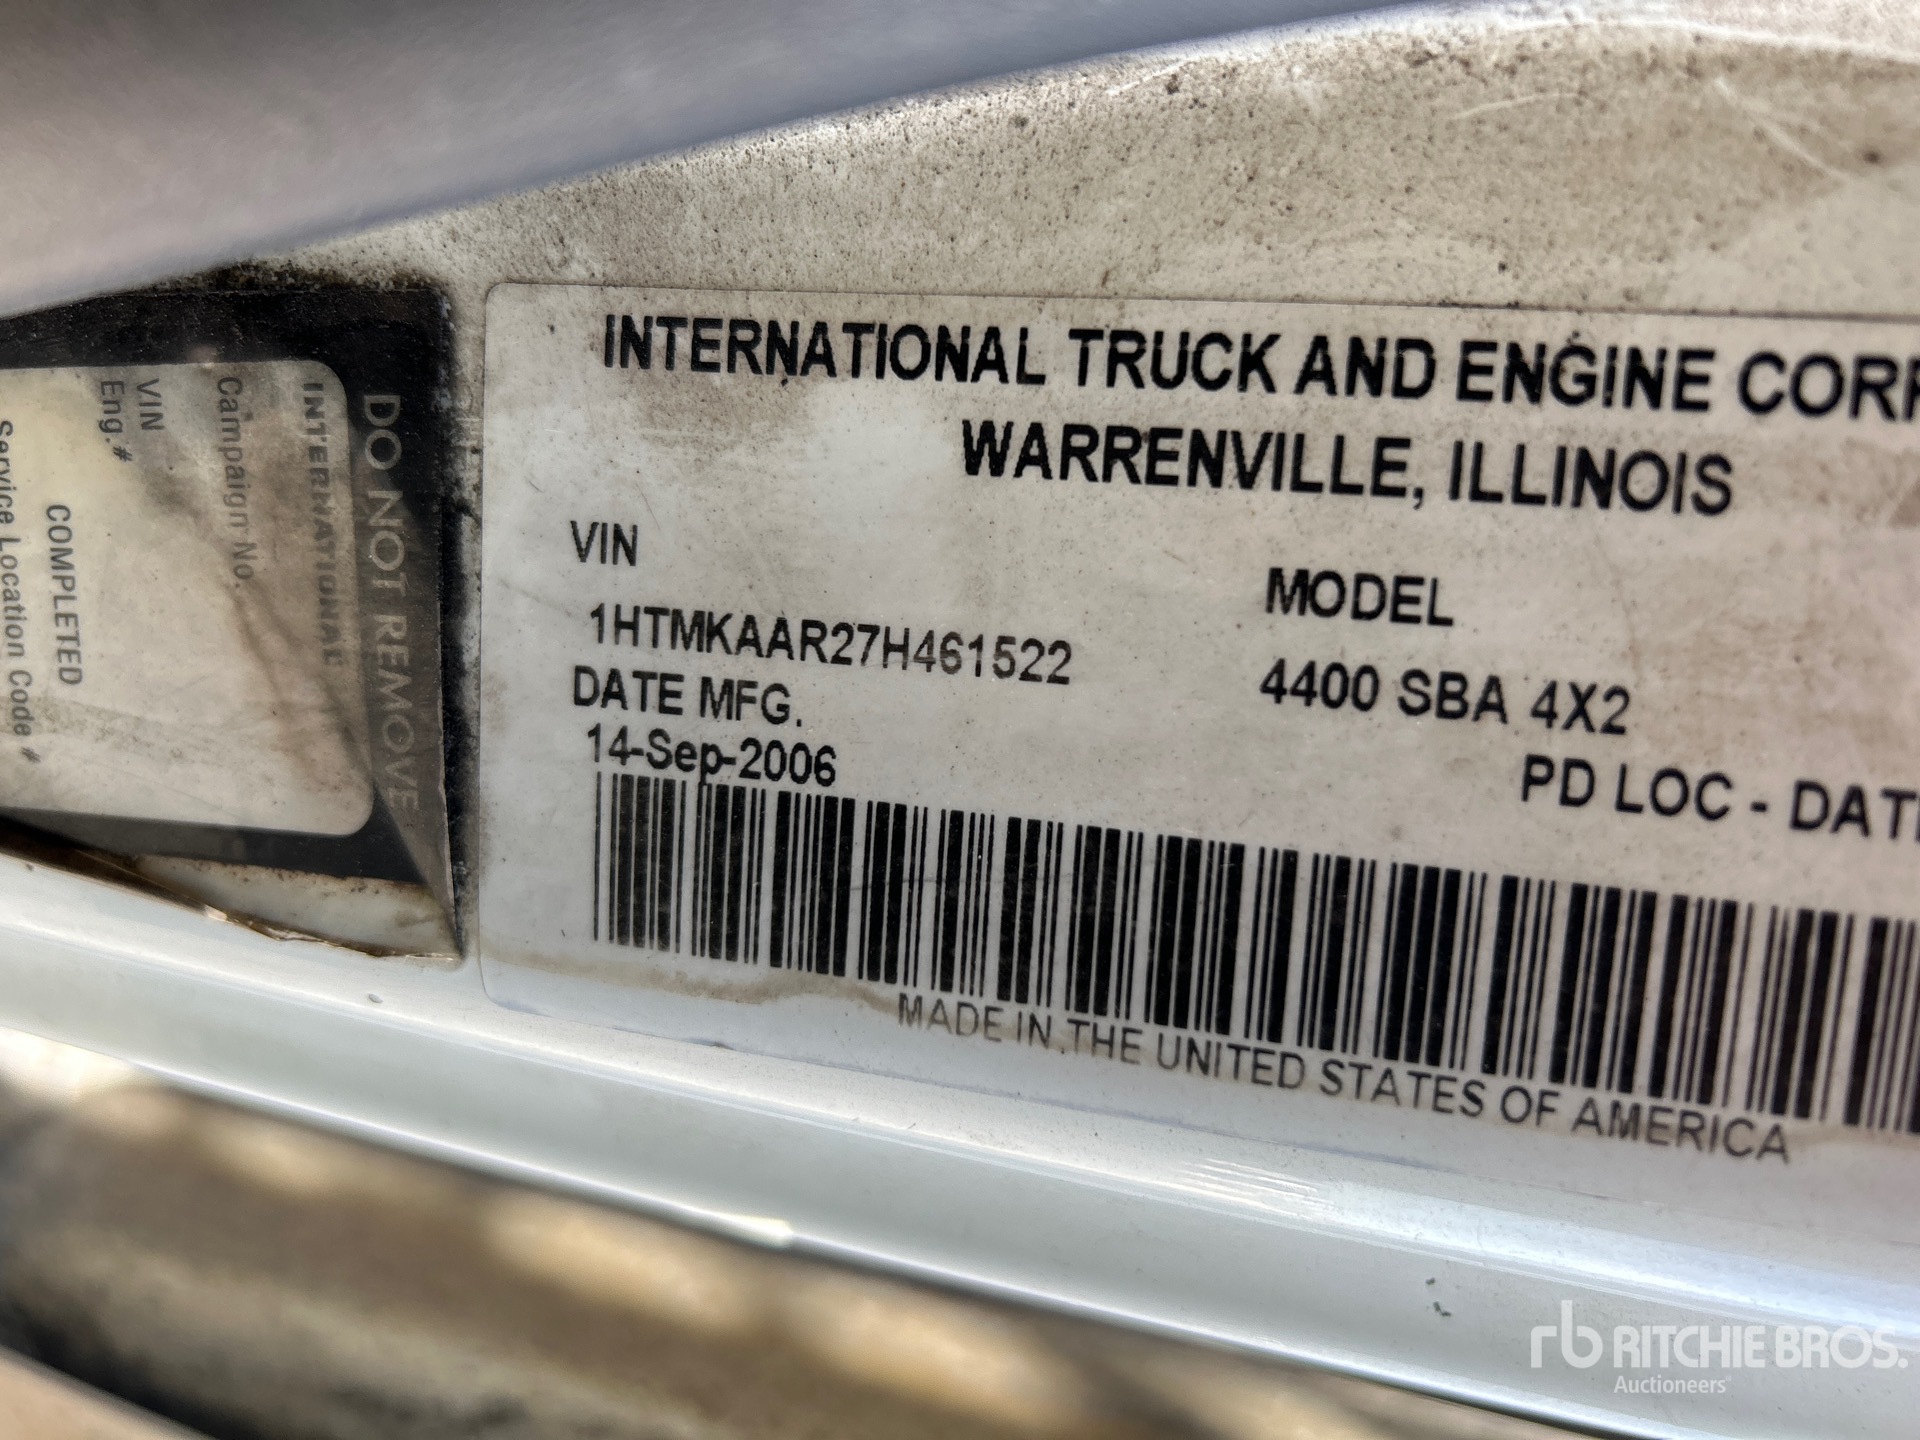 INTERNATIONAL TRUCK AND ENGINE CORP
WARRENVILLE, ILLINOIS
VIN
1HTMKAAR27H461522
MODEL
4400 SBA 4X2
DATE MFG.
14-Sep-2006
PD LOC - DATE
MADE IN THE UNITED STATES OF AMERICA
DO NOT REMOVE
INTERNATIONAL
Campaign No.
VIN
Eng.#
COMPLETED
Service Location Code #
rb RITCHIE BROS.
Auctioneers